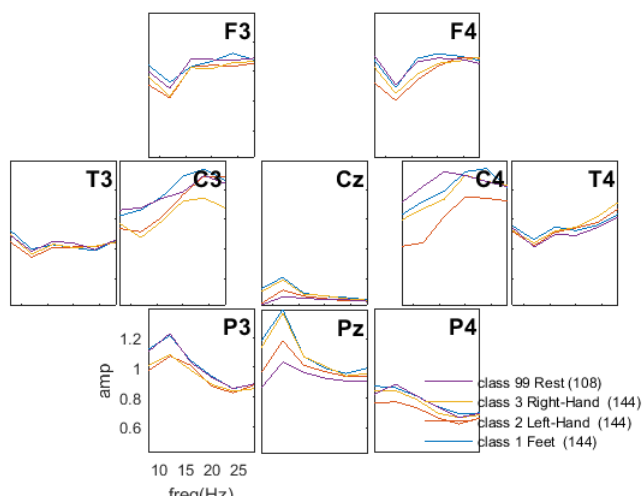 F3 F4
T3 C3 Cz C4 T4
P3 Pz P4
1.2
1
0.8
0.6
amp
10 15 20 25
freq(Hz)
class 99 Rest (108)
class 3 Right-Hand (144)
class 2 Left-Hand (144)
class 1 Feet (144)